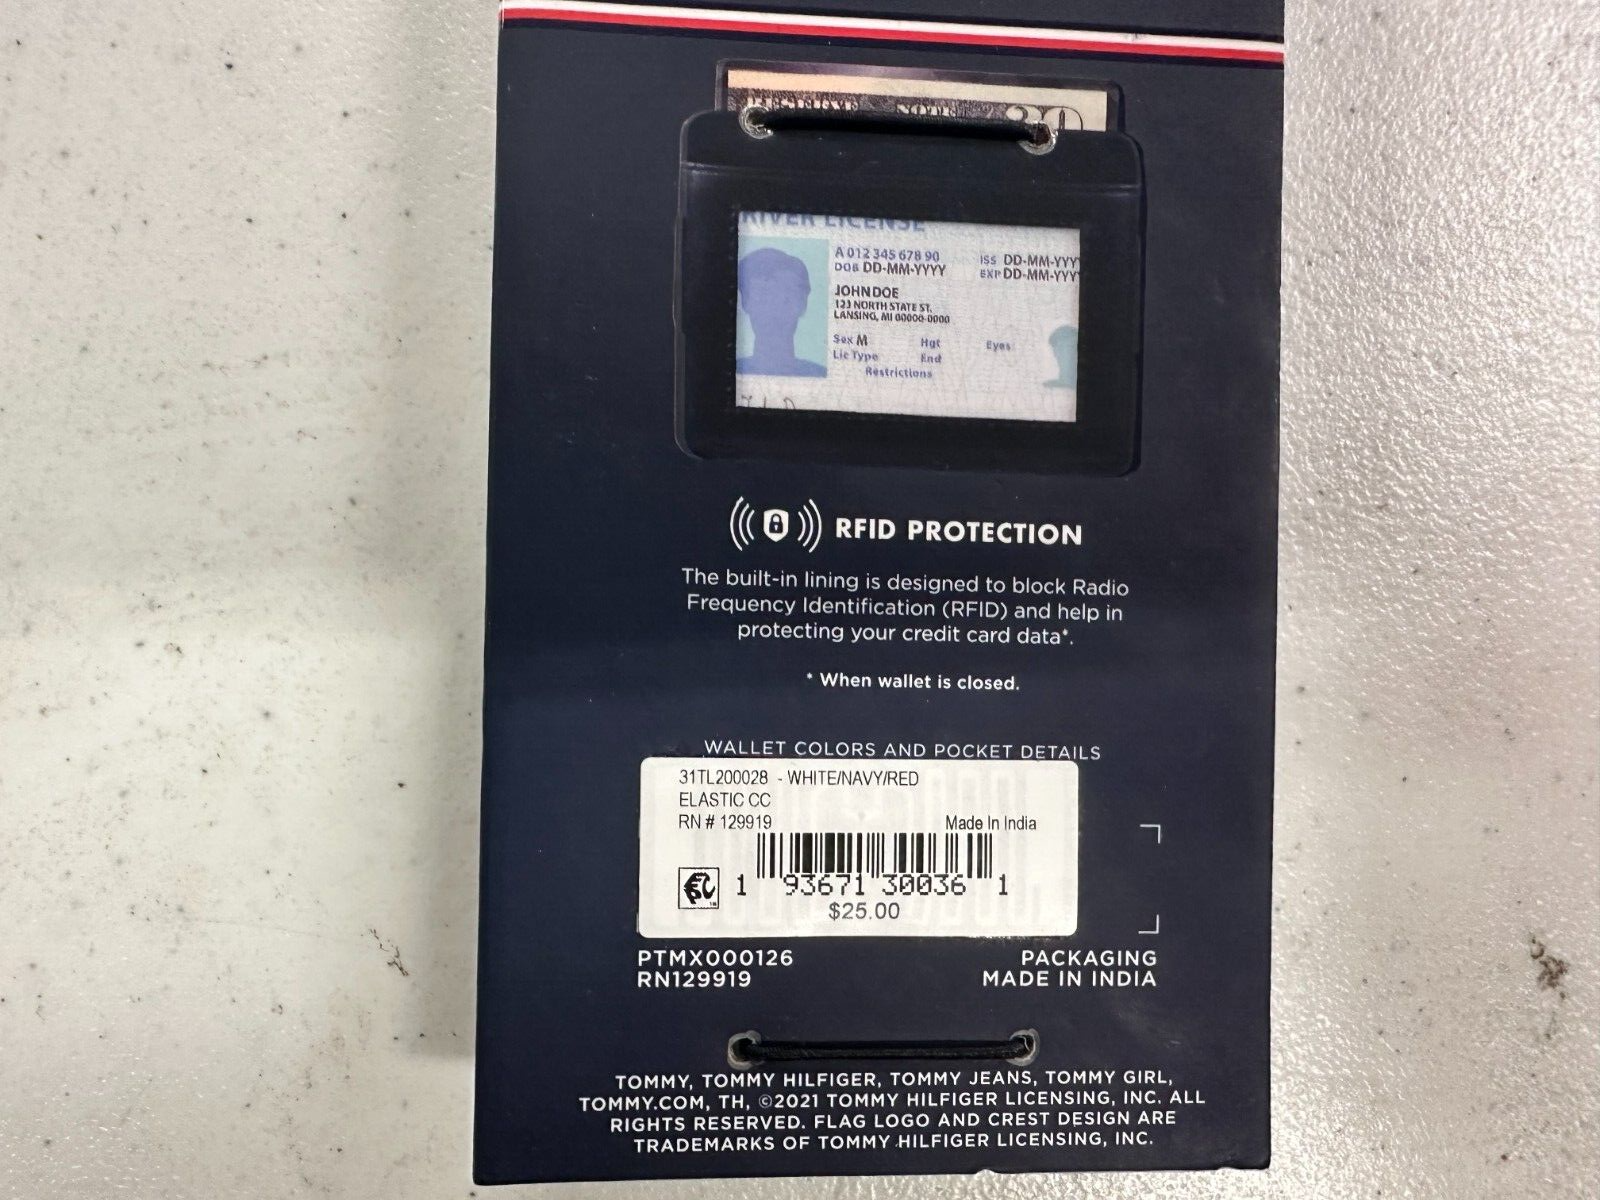 NOTE 20
RIVER LICENSE
A 012 345 678 90
DOB DD-MM-YYYY
ISS DD-MM-YYY
EXP DD-MM-YYY
JOHN DOE
123 NORTH STATE ST.
LANSING, MI 00000-0000
Sex M Hgt Eyes
Lic Type End
Restrictions
RFID PROTECTION
The built-in lining is designed to block Radio
Frequency Identification (RFID) and help in
protecting your credit card data*.
* When wallet is closed.
WALLET COLORS AND POCKET DETAILS
31TL200028 - WHITE/NAVY/RED
ELASTIC CC
RN # 129919 Made In India
1 93671 30036 1
$25.00
PTMX000126 PACKAGING
RN129919 MADE IN INDIA
TOMMY, TOMMY HILFIGER, TOMMY JEANS, TOMMY GIRL,
TOMMY.COM, TH, ©2021 TOMMY HILFIGER LICENSING, INC. ALL
RIGHTS RESERVED. FLAG LOGO AND CREST DESIGN ARE
TRADEMARKS OF TOMMY HILFIGER LICENSING, INC.